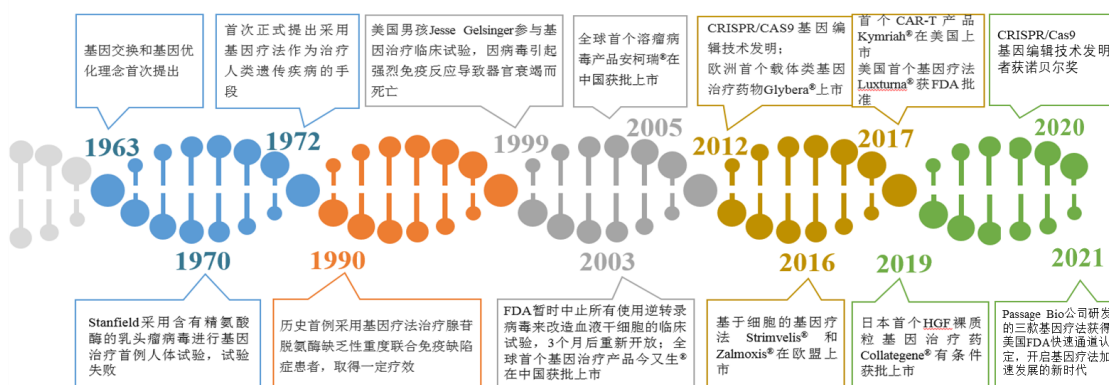 基因交换和基因优
化理念首次提出
首次正式提出采用
基因疗法作为治疗
人类遗传疾病的手
段
美国男孩Jesse Gelsinger参与基
因治疗临床试验，因病毒引起
强烈免疫反应导致器官衰竭而
死亡
全球首个溶瘤病
毒产品安柯瑞®在
中国获批上市
CRISPR/CAS9基因编
辑技术发明；
欧洲首个载体类基因
治疗药物Glybera®上市
首个CAR-T产品
Kymriah®在美国上
市
美国首个基因疗法
Luxturna®获FDA批
准
CRISPR/Cas9
基因编辑技术发明
者获诺贝尔奖
1963
1972
1999
2005
2012
2017
2020
1970
1990
2003
2016
2019
2021
Stanfield采用含有精氨酸
酶的乳头瘤病毒进行基因
治疗首例人体试验，试验
失败
历史首例采用基因疗法治疗腺苷
脱氨酶缺乏性重度联合免疫缺陷
症患者，取得一定疗效
FDA暂时中止所有使用逆转录
病毒来改造血液干细胞的临床
试验，3个月后重新开放；全
球首个基因治疗产品今又生®
在中国获批上市
基于细胞的基因疗
法 Strimvelis® 和
Zalmoxis®在欧盟上
市
日本首个HGF裸质
粒基因治疗药
Collategene®有条件
获批上市
Passage Bio公司研发
的三款基因疗法获得
美国FDA快速通道认
定，开启基因疗法加
速发展的新时代